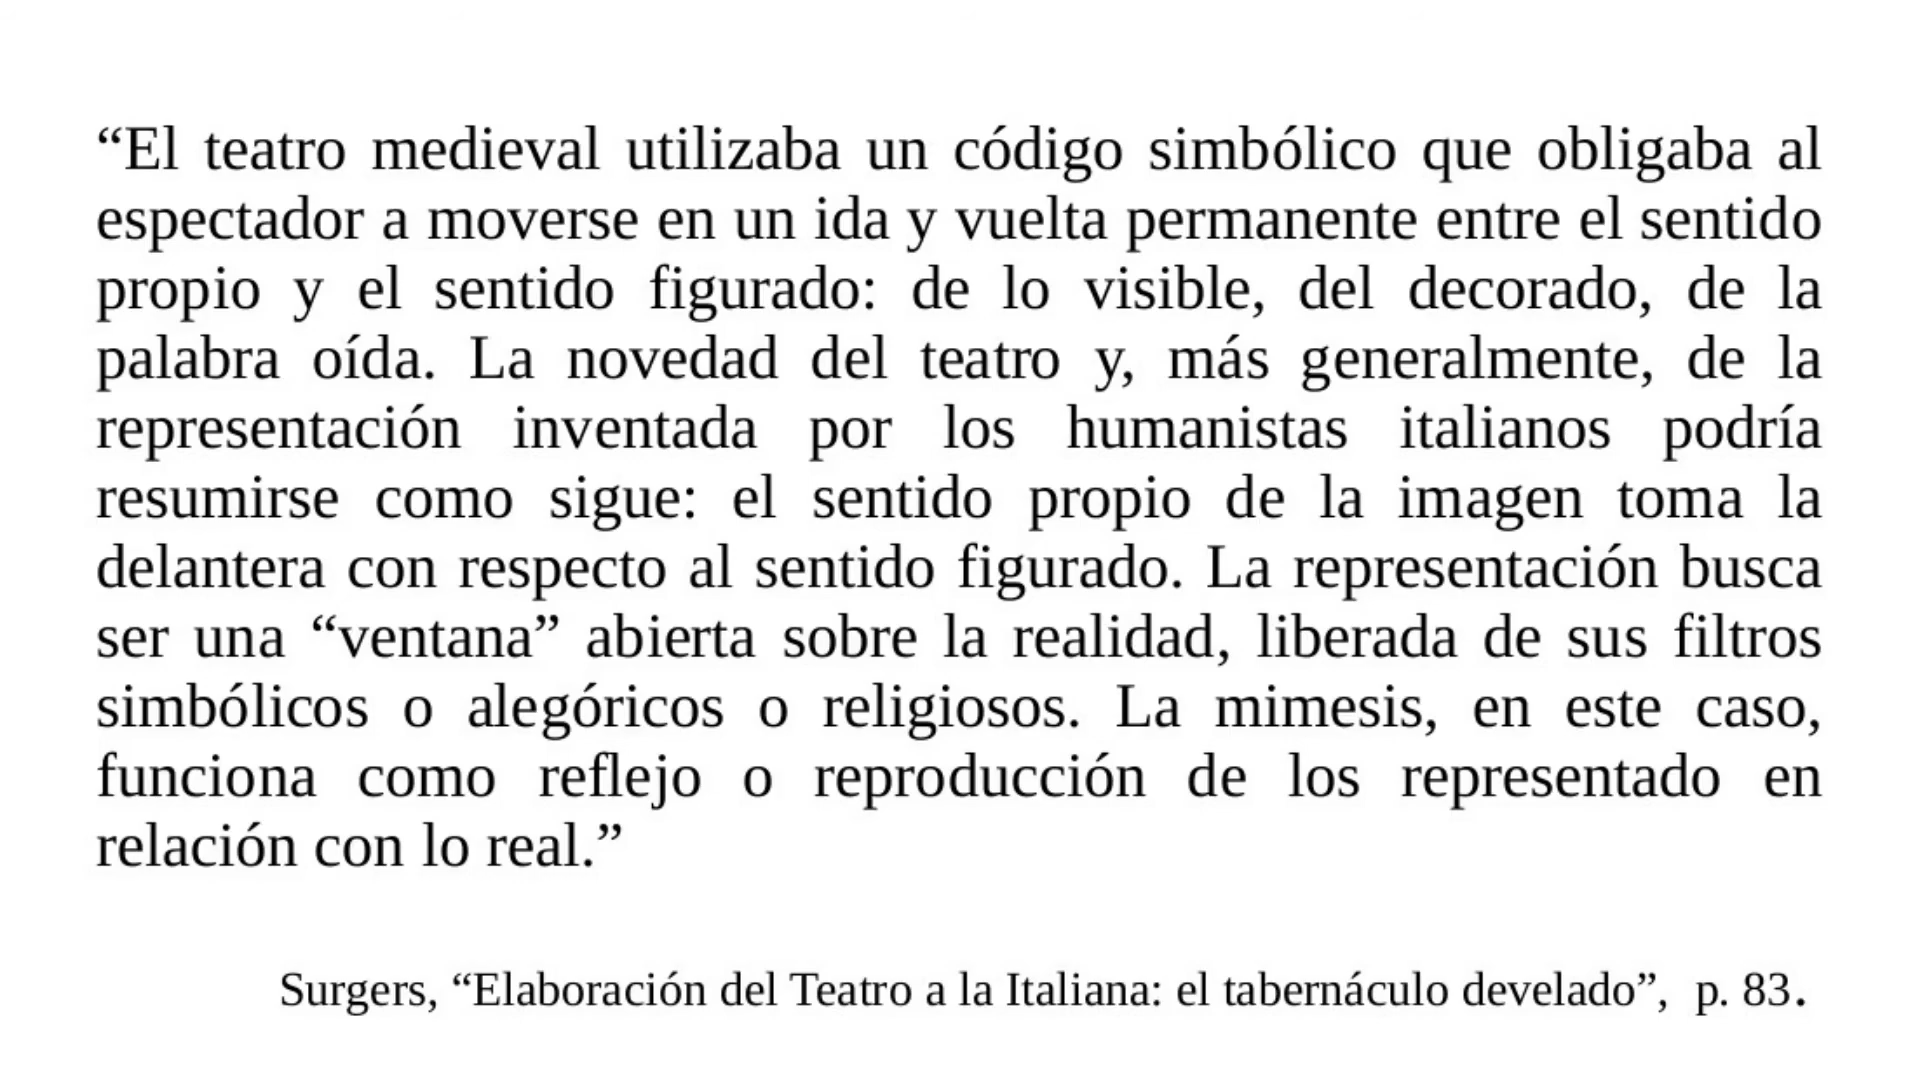 “El teatro medieval utilizaba un código simbólico que obligaba al
espectador a moverse en un ida y vuelta permanente entre el sentido
propio y el sentido figurado: de lo visible, del decorado, de la
palabra oída. La novedad del teatro y, más generalmente, de la
representación inventada por los humanistas italianos podría
resumirse como sigue: el sentido propio de la imagen toma la
delantera con respecto al sentido figurado. La representación busca
ser una “ventana” abierta sobre la realidad, liberada de sus filtros
simbólicos o alegóricos o religiosos. La mimesis, en este caso,
funciona como reflejo o reproducción de los representado en
relación con lo real.”
Surgers, “Elaboración del Teatro a la Italiana: el tabernáculo develado”, p. 83.